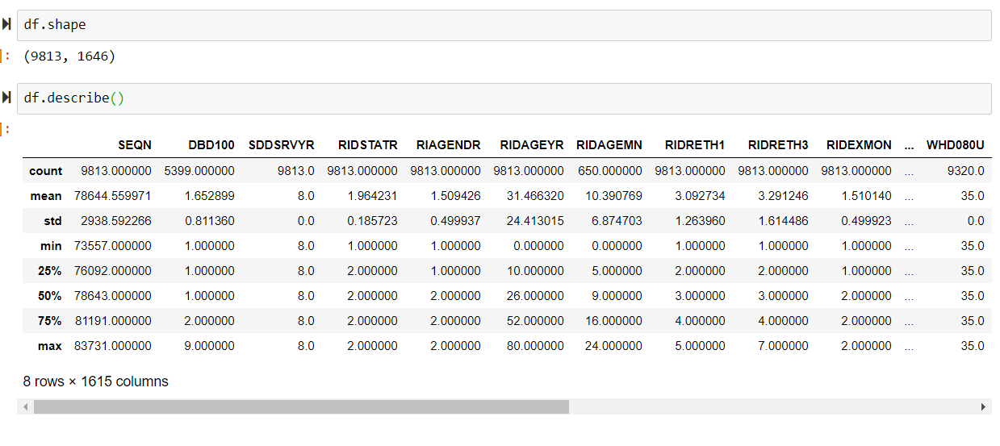 df.shape
: (9813, 1646)
df.describe()
:
SEQN DBD100 SDDSRVYR RIDSTATR RIAGENDR RIDAGEYR RIDAGEMN RIDRETH1 RIDRETH3 RIDEXMON ... WHD080U
count 9813.000000 5399.000000 9813.0 9813.000000 9813.000000 9813.000000 650.000000 9813.000000 9813.000000 9813.000000 ... 9320.0
mean 78644.559971 1.652899 8.0 1.964231 1.509426 31.466320 10.390769 3.092734 3.291246 1.510140 ... 35.0
std 2938.592266 0.811360 0.0 0.185723 0.499937 24.413015 6.874703 1.263960 1.614486 0.499923 ... 0.0
min 73557.000000 1.000000 8.0 1.000000 1.000000 0.000000 0.000000 1.000000 1.000000 1.000000 ... 35.0
25% 76092.000000 1.000000 8.0 2.000000 1.000000 10.000000 5.000000 2.000000 2.000000 1.000000 ... 35.0
50% 78643.000000 1.000000 8.0 2.000000 2.000000 26.000000 9.000000 3.000000 3.000000 2.000000 ... 35.0
75% 81191.000000 2.000000 8.0 2.000000 2.000000 52.000000 16.000000 4.000000 4.000000 2.000000 ... 35.0
max 83731.000000 9.000000 8.0 2.000000 2.000000 80.000000 24.000000 5.000000 7.000000 2.000000 ... 35.0
8 rows × 1615 columns